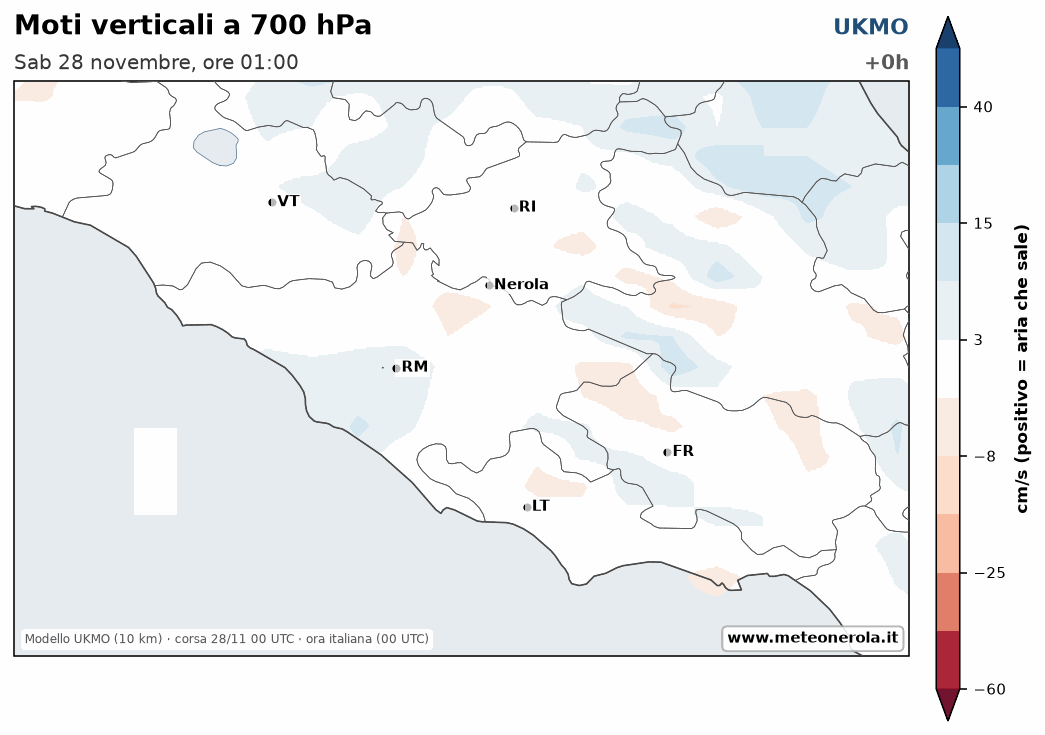 Moti verticali a 700 hPa
UKMO
Sab 28 novembre, ore 01:00
+0h
VT
RI
Nerola
RM
FR
LT
40
15
3
−8
−25
−60
cm/s (positivo = aria che sale)
Modello UKMO (10 km) · corsa 28/11 00 UTC · ora italiana (00 UTC)
www.meteonerola.it